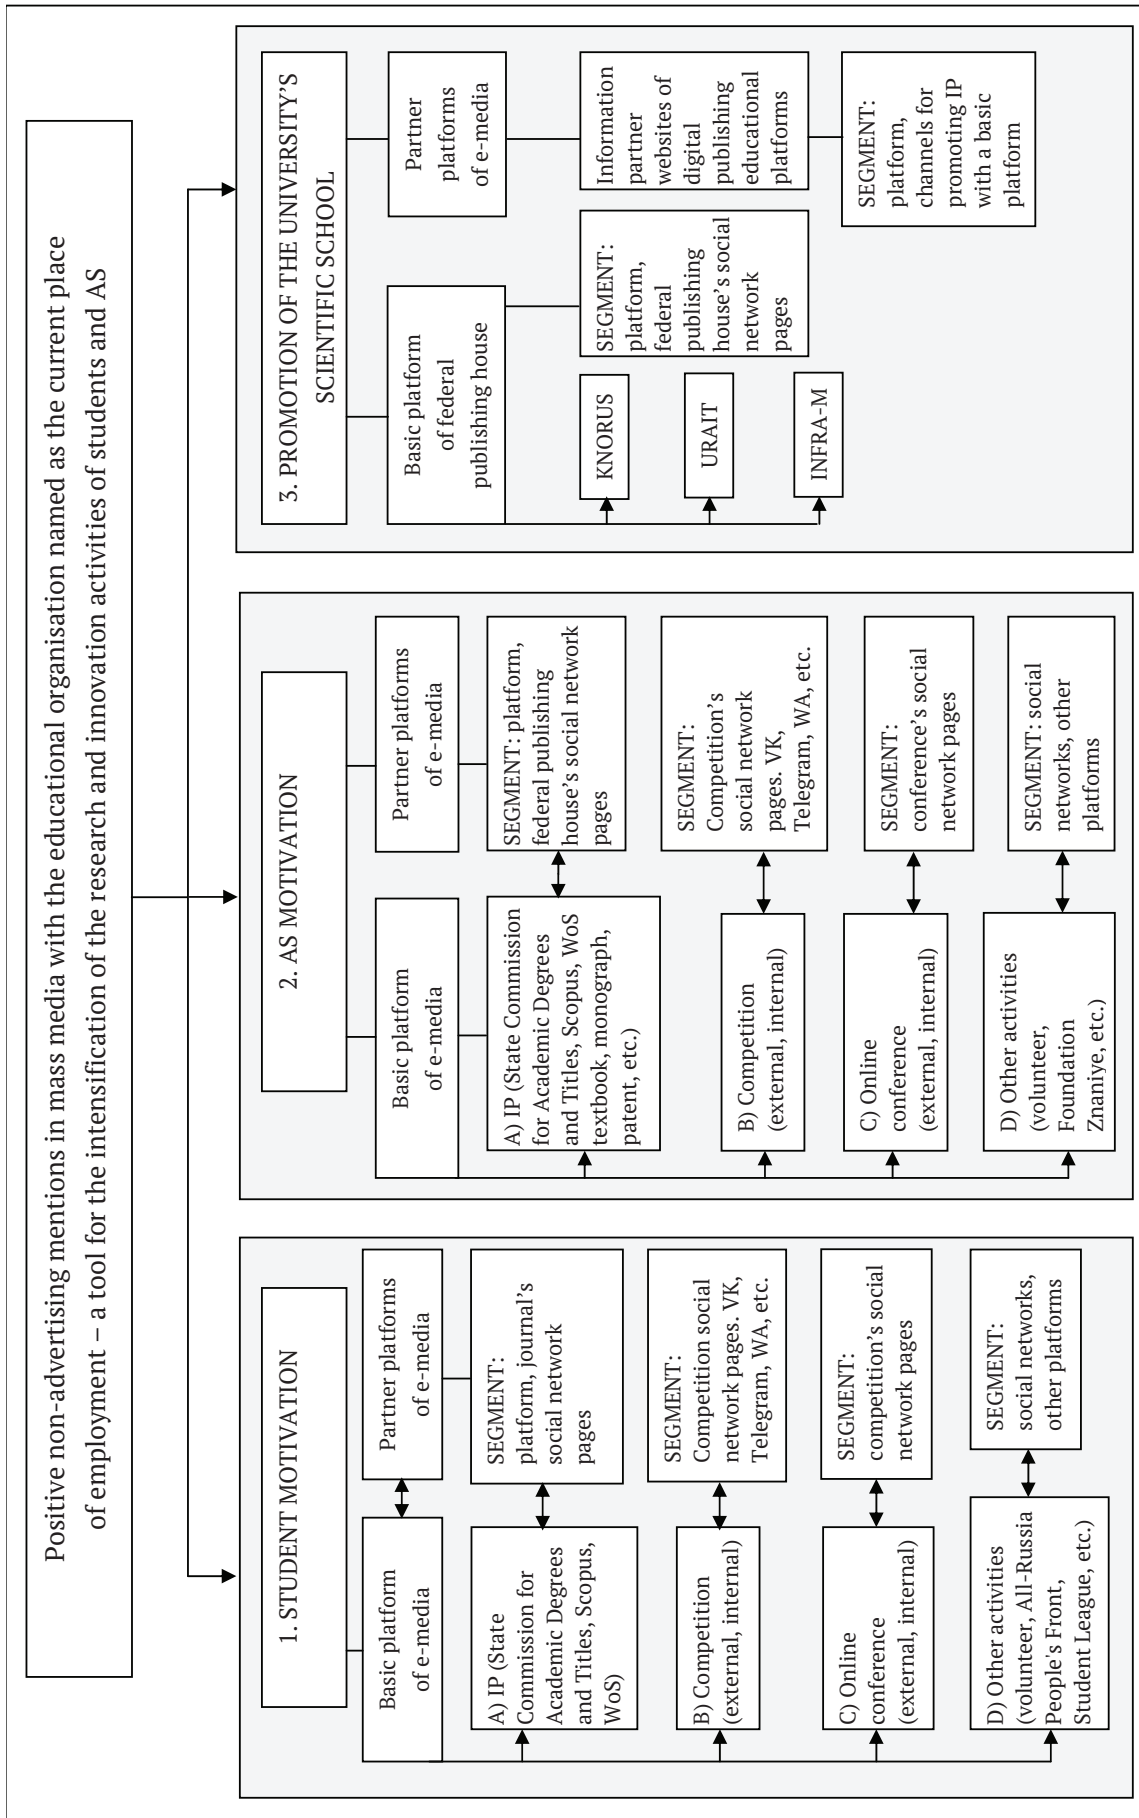 Positive non-advertising mentions in mass media with the educational organisation named as the current place
of employment – a tool for the intensification of the research and innovation activities of students and AS
1. STUDENT MOTIVATION
Basic platform
of e-media
Partner platforms
of e-media
A) IP (State
Commission for
Academic Degrees
and Titles, Scopus,
WoS)
SEGMENT:
platform, journal's
social network
pages
B) Competition
(external, internal)
SEGMENT:
Competition social
network pages. VK,
Telegram, WA, etc.
C) Online
conference
(external, internal)
SEGMENT:
competition's social
network pages
D) Other activities
(volunteer, All-Russia
People's Front,
Student League, etc.)
SEGMENT:
social networks,
other platforms
2. AS MOTIVATION
Basic platform
of e-media
Partner platforms
of e-media
A) IP (State Commission
for Academic Degrees
and Titles, Scopus, WoS
textbook, monograph,
patent, etc.)
SEGMENT: platform,
federal publishing
house's social network
pages
B) Competition
(external, internal)
SEGMENT:
Competition's
social network
pages. VK,
Telegram, WA, etc.
C) Online
conference
(external, internal)
SEGMENT:
conference's social
network pages
D) Other activities
(volunteer,
Foundation
Znaniye, etc.)
SEGMENT: social
networks, other
platforms
3. PROMOTION OF THE UNIVERSITY'S
SCIENTIFIC SCHOOL
Basic platform
of federal
publishing house
Partner
platforms
of e-media
KNORUS
URAIT
INFRA-M
SEGMENT:
platform,
federal
publishing
house's social
network
pages
Information
partner
websites of
digital
publishing
educational
platforms
SEGMENT:
platform,
channels for
promoting IP
with a basic
platform